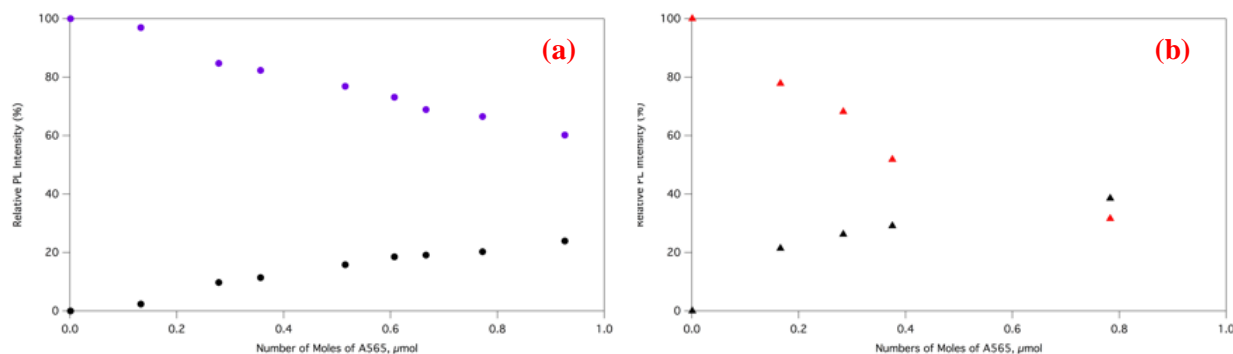 (a)
Relative PL Intensity (%)
100
80
60
40
20
0
0.0 0.2 0.4 0.6 0.8 1.0
Number of Moles of A565, µmol
(b)
Relative PL Intensity (%)
100
80
60
40
20
0
0.0 0.2 0.4 0.6 0.8 1.0
Numbers of Moles of A565, µmol